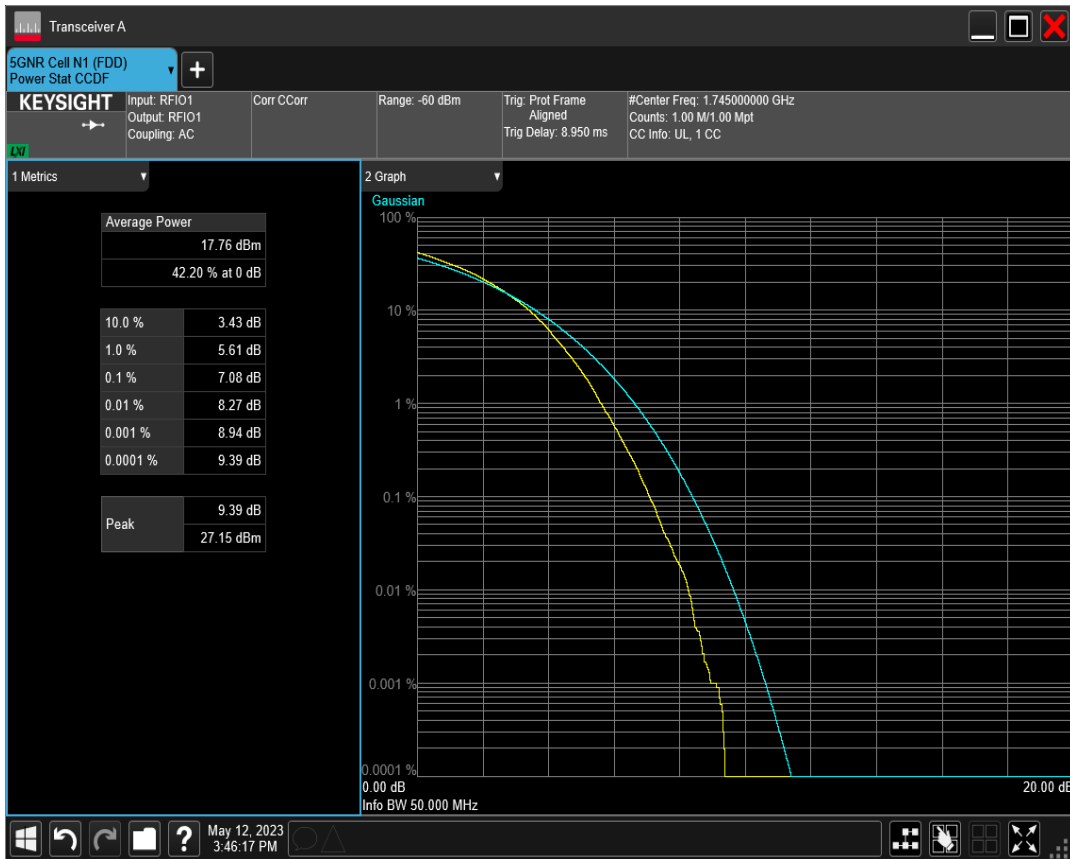 Transceiver A
5GNR Cell N1 (FDD)
Power Stat CCDF
+
KEYSIGHT
LXI
Input: RFIO1
Output: RFIO1
Coupling: AC
Corr CCorr
Range: -60 dBm
Trig: Prot Frame
Aligned
Trig Delay: 8.950 ms
#Center Freq: 1.745000000 GHz
Counts: 1.00 M/1.00 Mpt
CC Info: UL, 1 CC
1 Metrics
Average Power
17.76 dBm
42.20 % at 0 dB
10.0 % 3.43 dB
1.0 % 5.61 dB
0.1 % 7.08 dB
0.01 % 8.27 dB
0.001 % 8.94 dB
0.0001 % 9.39 dB
Peak
9.39 dB
27.15 dBm
2 Graph
Gaussian
100 %
10 %
1 %
0.1 %
0.01 %
0.001 %
0.0001 %
0.00 dB 20.00 dB
Info BW 50.000 MHz
?
May 12, 2023
3:46:17 PM